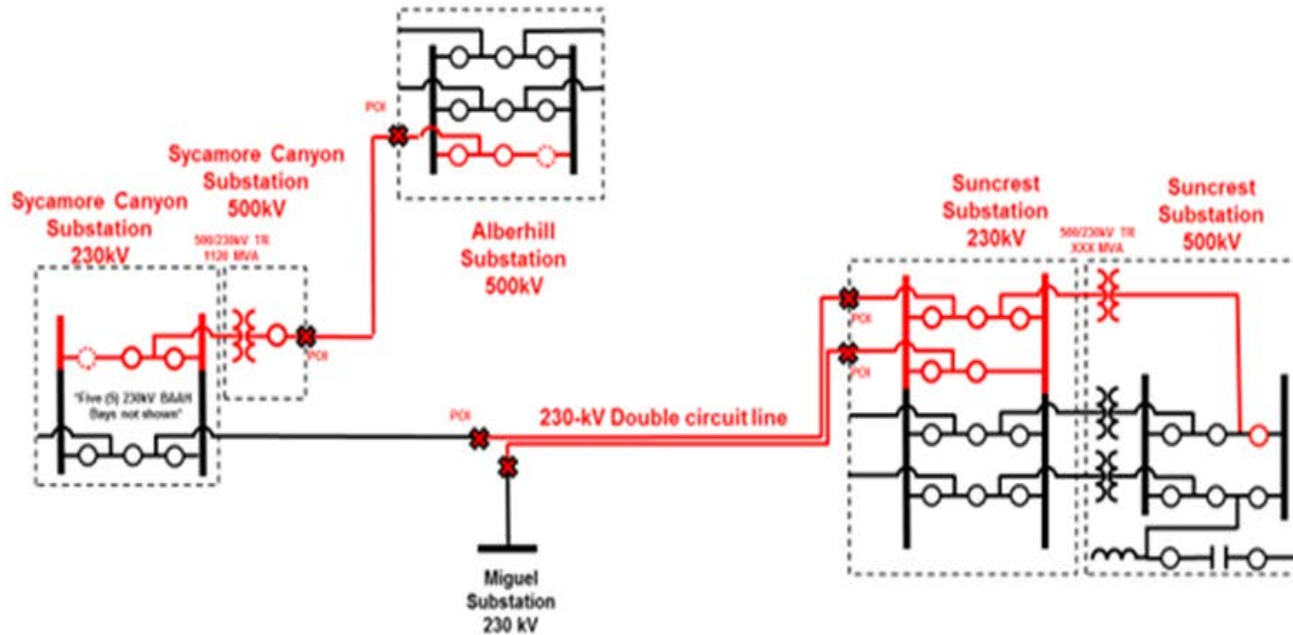 POI
Sycamore Canyon
Substation
500kV
Sycamore Canyon
Substation
230kV
500/230kV TR
1120 MVA
Alberhill
Substation
500kV
Suncrest
Substation
230kV
500/230kV TR
XXX MVA
Suncrest
Substation
500kV
POI
POI
POI
"Five (5) 230kV BAAH
Bays not shown"
POI
230-kV Double circuit line
Miguel
Substation
230 kV